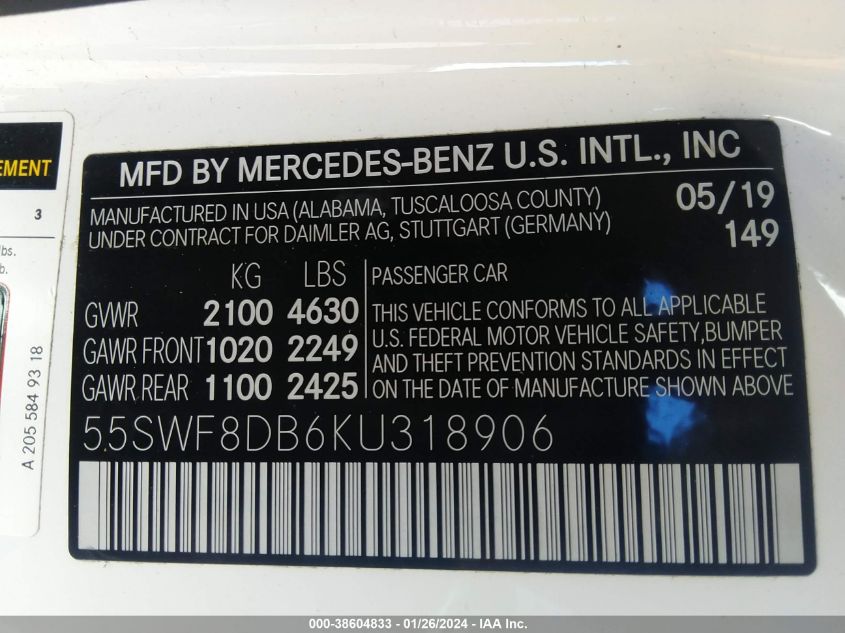 EMENT
3
lbs.
b.
A 205 584 93 18
MFD BY MERCEDES-BENZ U.S. INTL., INC
MANUFACTURED IN USA (ALABAMA, TUSCALOOSA COUNTY) 05/19
UNDER CONTRACT FOR DAIMLER AG, STUTTGART (GERMANY) 149
KG LBS
GVWR 2100 4630
GAWR FRONT 1020 2249
GAWR REAR 1100 2425
PASSENGER CAR
THIS VEHICLE CONFORMS TO ALL APPLICABLE
U.S. FEDERAL MOTOR VEHICLE SAFETY,BUMPER
AND THEFT PREVENTION STANDARDS IN EFFECT
ON THE DATE OF MANUFACTURE SHOWN ABOVE
55SWF8DB6KU318906
000-38604833 - 01/26/2024 - IAAI.COM